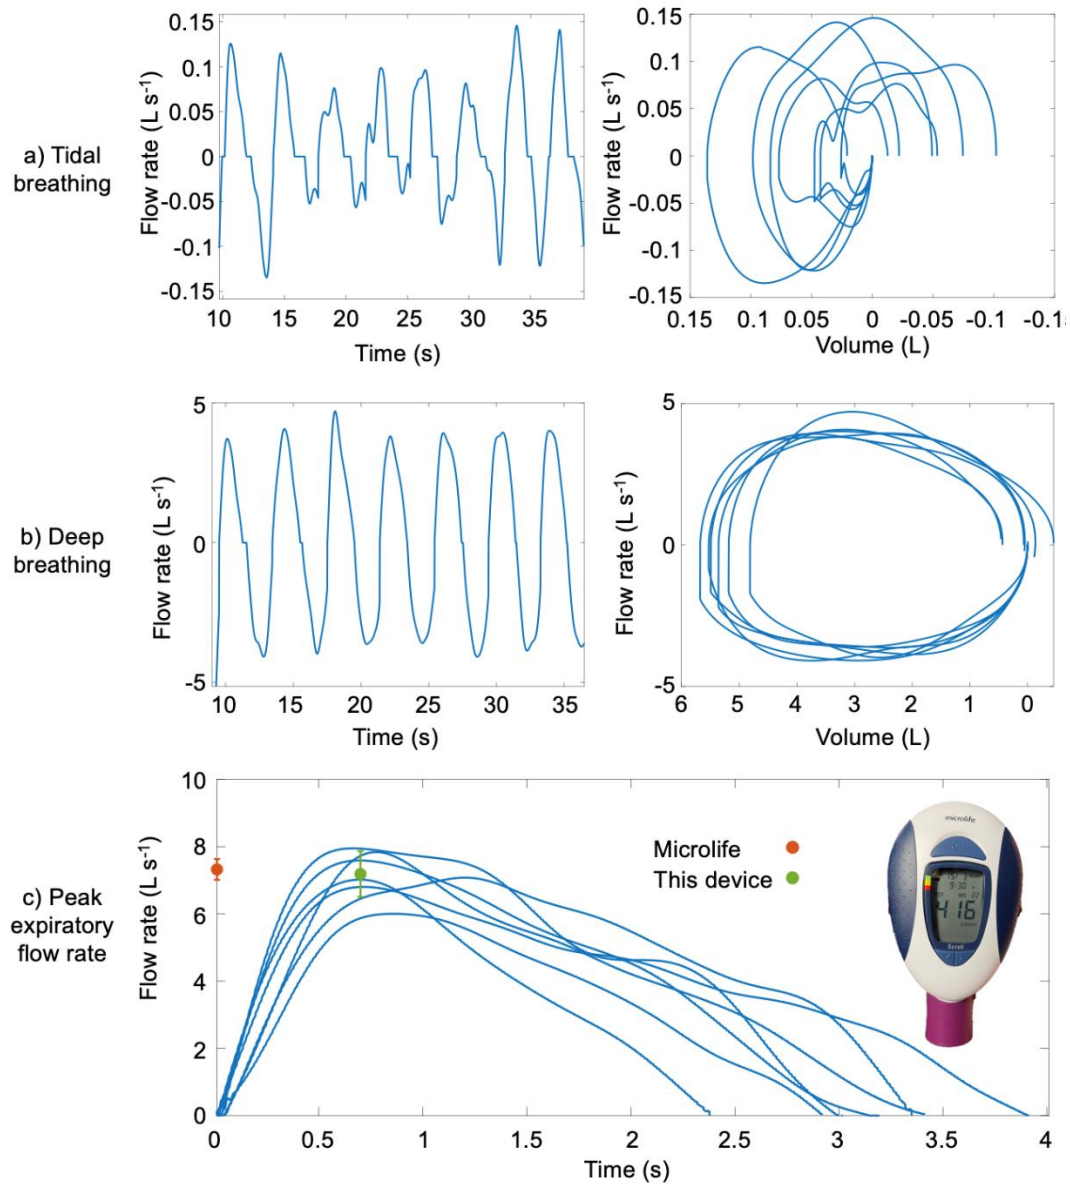 0.15
0.1
0.05
0
-0.05
-0.1
-0.15
Flow rate (L s-1)
10 15 20 25 30 35
Time (s)
a) Tidal
breathing
0.15
0.1
0.05
0
-0.05
-0.1
-0.15
Flow rate (L s-1)
0.15 0.1 0.05 0 -0.05 -0.1 -0.15
Volume (L)
5
0
-5
Flow rate (L s-1)
10 15 20 25 30 35
Time (s)
b) Deep
breathing
5
0
-5
Flow rate (L s-1)
6 5 4 3 2 1 0
Volume (L)
10
8
6
4
2
0
Flow rate (L s-1)
c) Peak
expiratory
flow rate
Microlife
This device
microlife
9:30
416
Scroll
0 0.5 1 1.5 2 2.5 3 3.5 4
Time (s)